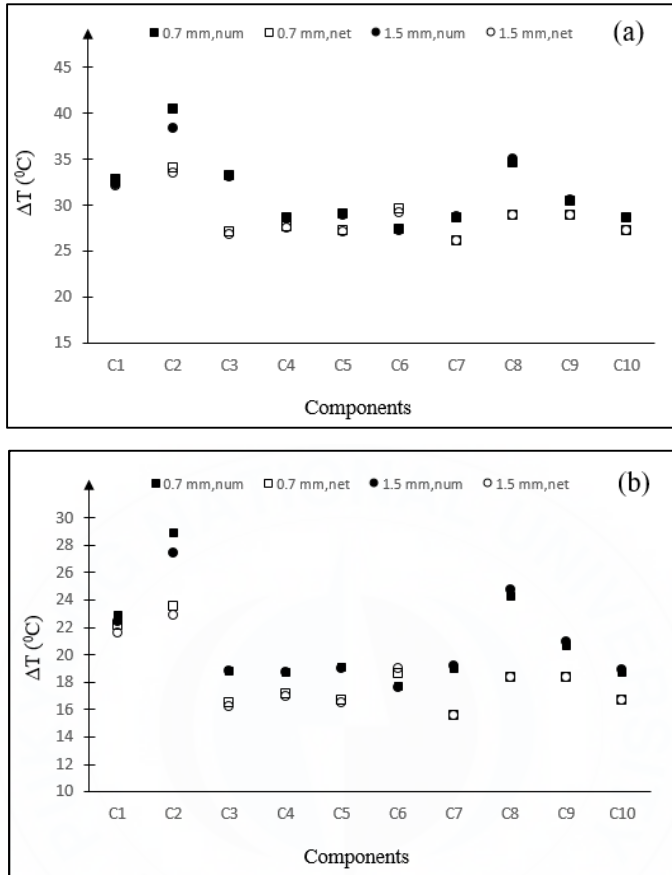 0.7 mm,num 0.7 mm,net 1.5 mm,num 1.5 mm,net (a)
45
40
35
30
25
20
15
ΔT (⁰C)
C1 C2 C3 C4 C5 C6 C7 C8 C9 C10
Components
0.7 mm,num 0.7 mm,net 1.5 mm,num 1.5 mm,net (b)
30
28
26
24
22
20
18
16
14
12
10
ΔT (⁰C)
C1 C2 C3 C4 C5 C6 C7 C8 C9 C10
Components